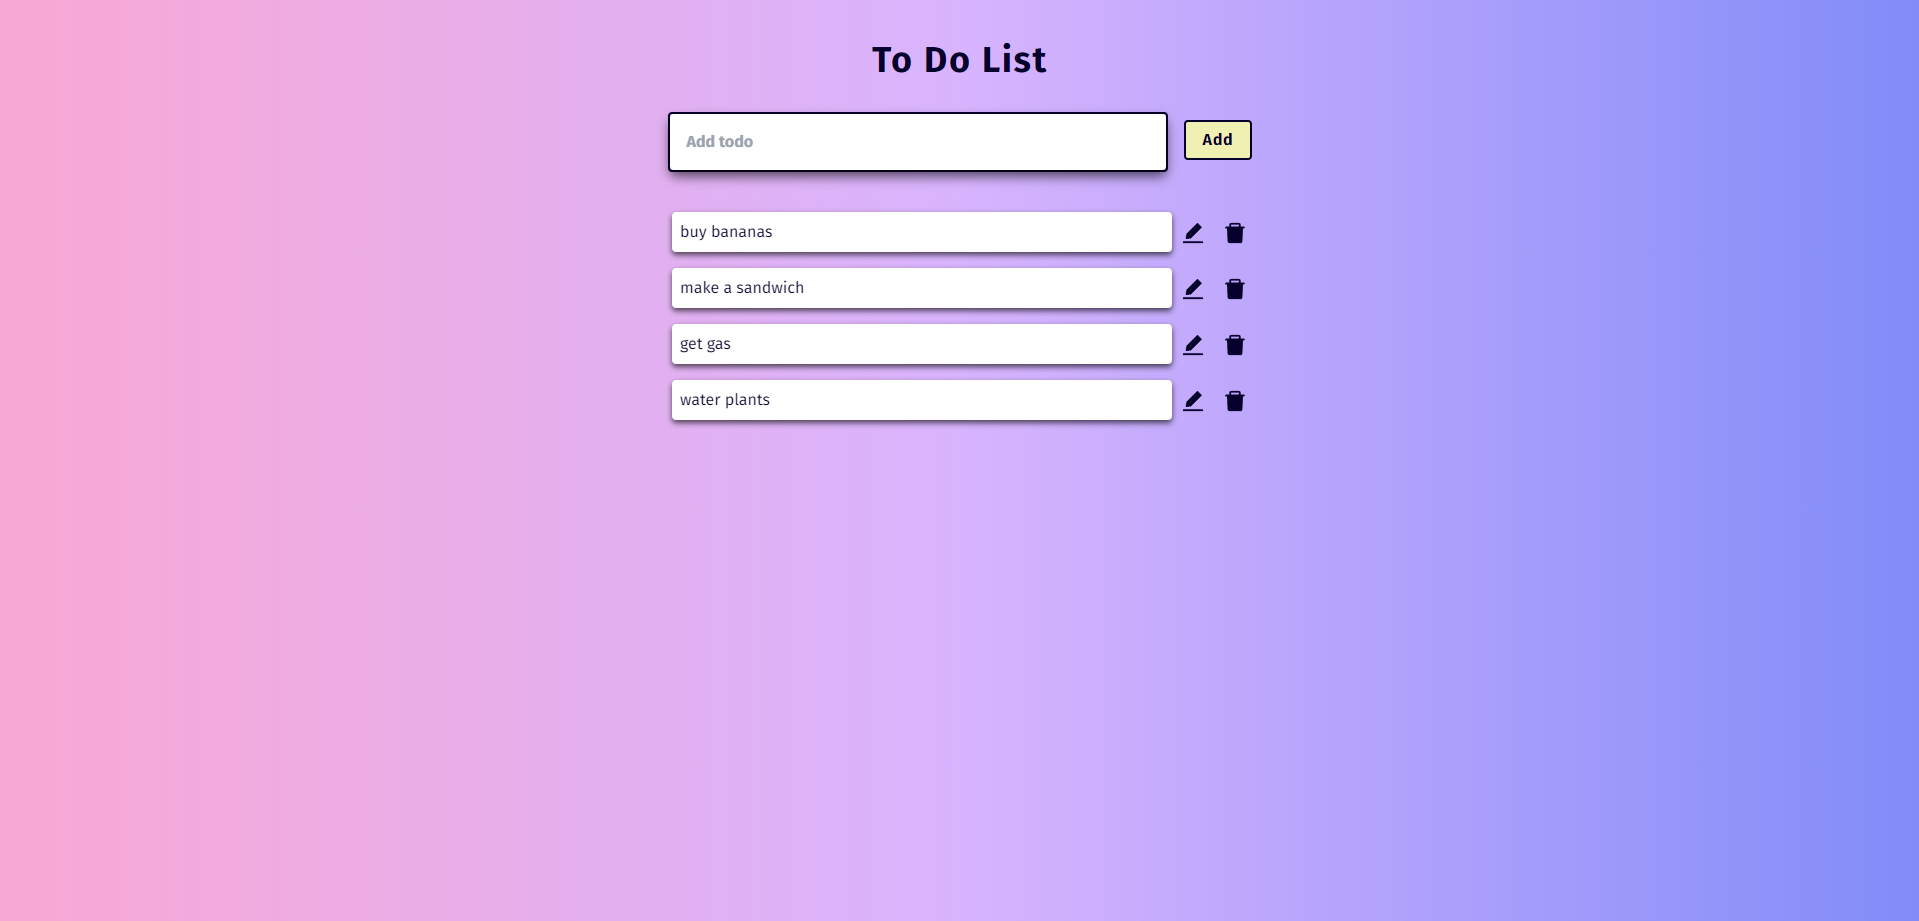 To Do List
Add todo
Add
buy bananas
make a sandwich
get gas
water plants